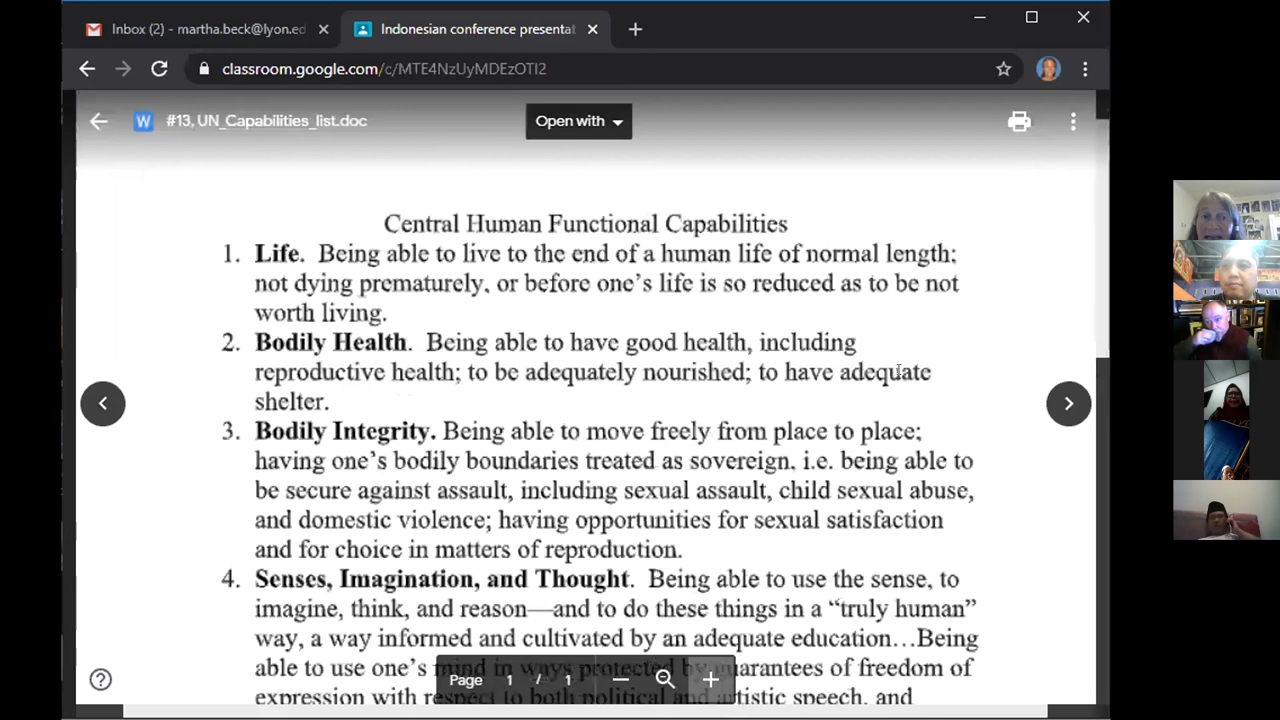 Inbox (2) - martha.beck@lyon.ed
Indonesian conference presentat
classroom.google.com/c/MTE4NzUyMDEzOTI2
#13, UN_Capabilities_list.doc
Open with
Central Human Functional Capabilities
1. Life. Being able to live to the end of a human life of normal length;
not dying prematurely, or before one's life is so reduced as to be not
worth living.
2. Bodily Health. Being able to have good health, including
reproductive health; to be adequately nourished; to have adequate
shelter.
3. Bodily Integrity. Being able to move freely from place to place;
having one's bodily boundaries treated as sovereign, i.e. being able to
be secure against assault, including sexual assault, child sexual abuse,
and domestic violence; having opportunities for sexual satisfaction
and for choice in matters of reproduction.
4. Senses, Imagination, and Thought. Being able to use the sense, to
imagine, think, and reason—and to do these things in a “truly human”
way, a way informed and cultivated by an adequate education…Being
able to use one's mind in ways protected by guarantees of freedom of
expression with respect to both political and artistic speech, and
Page 1 / 1